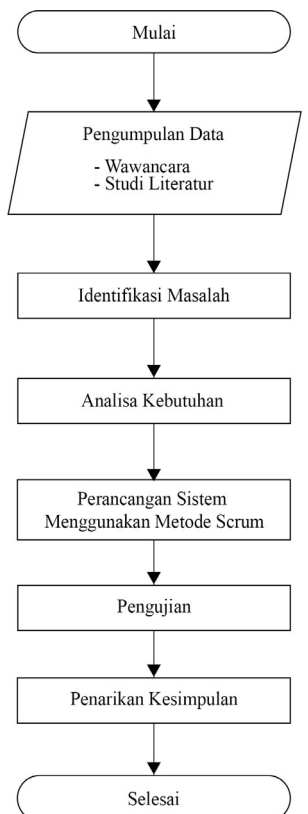 Mulai
Pengumpulan Data
- Wawancara
- Studi Literatur
Identifikasi Masalah
Analisa Kebutuhan
Perancangan Sistem
Menggunakan Metode Scrum
Pengujian
Penarikan Kesimpulan
Selesai